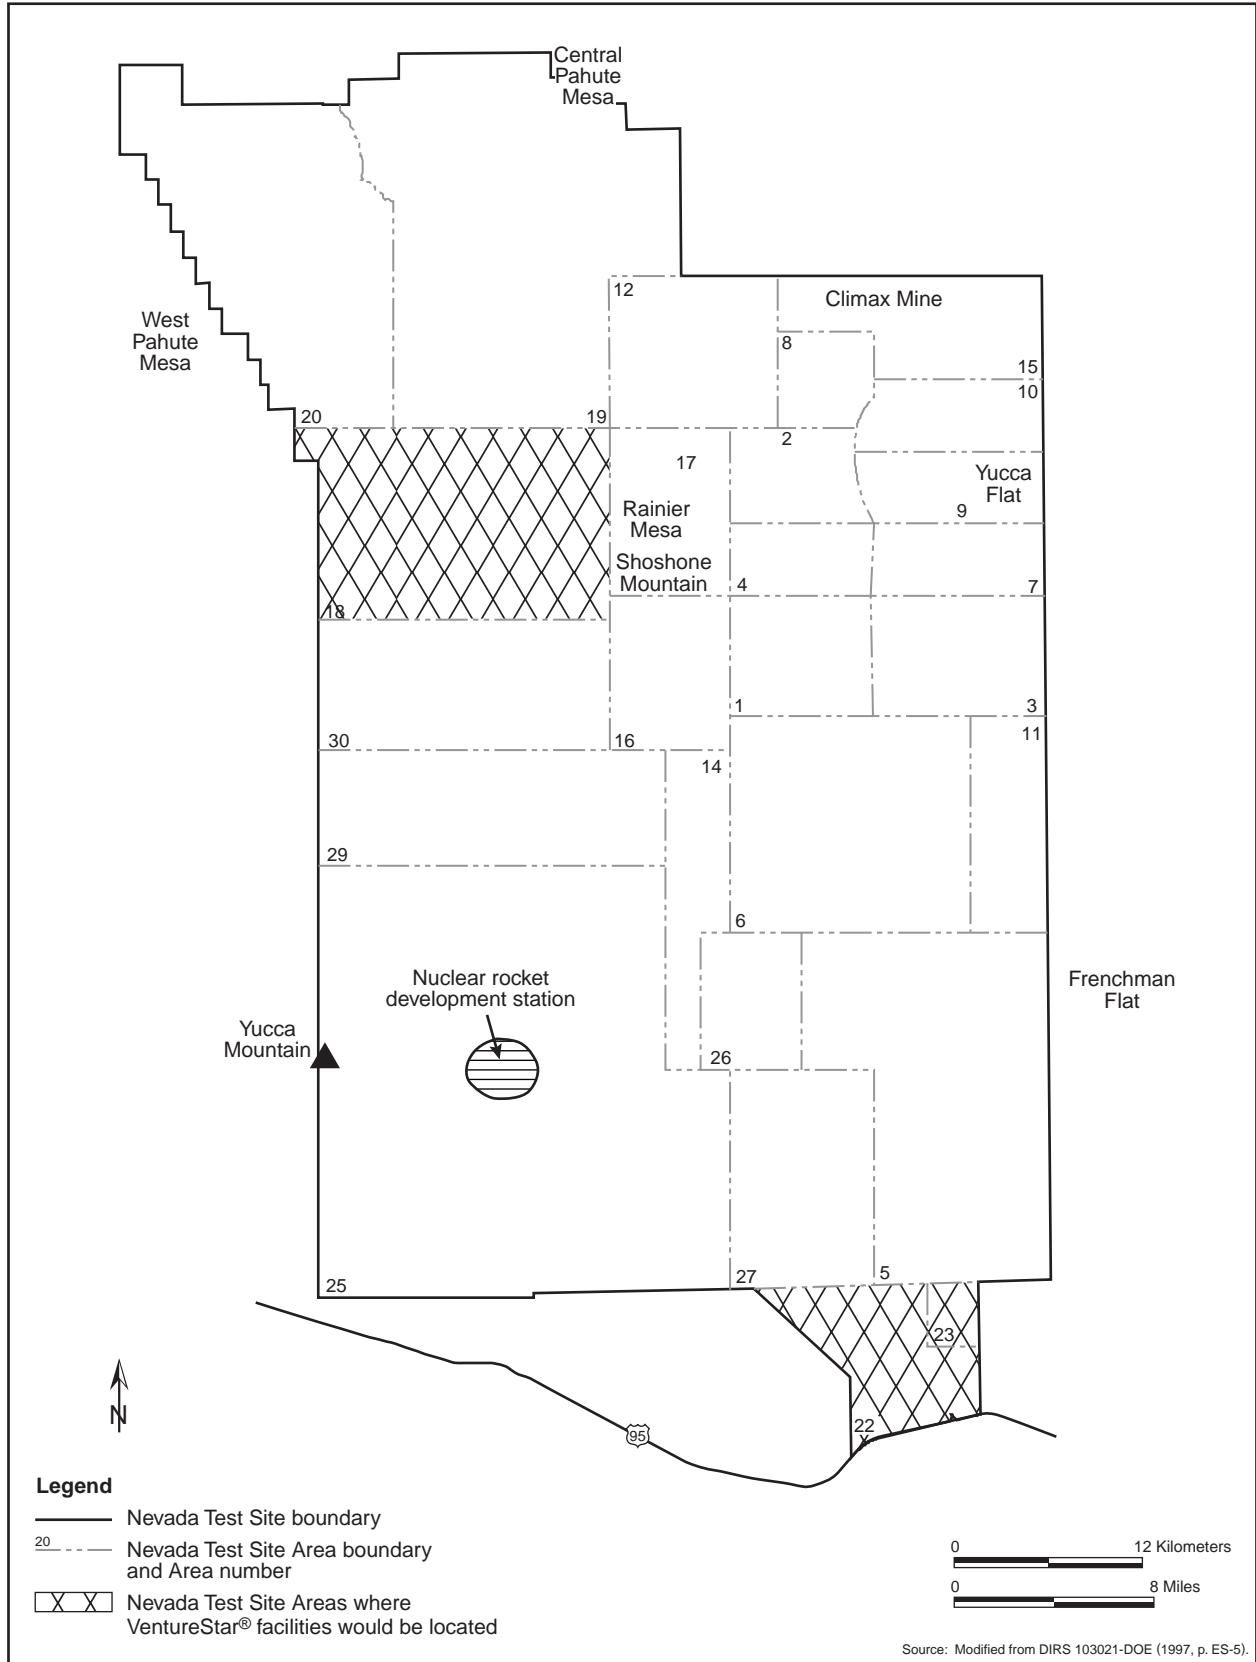 Central
Pahute
Mesa
West
Pahute
Mesa
12
Climax Mine
8
15
10
20
19
2
17
Yucca
Flat
Rainier
Mesa
9
Shoshone
Mountain
4
7
18
1
3
11
30
16
14
29
6
Nuclear rocket
development station
Frenchman
Flat
Yucca
Mountain
26
25
27
5
23
N
95
22
Legend
Nevada Test Site boundary
20
Nevada Test Site Area boundary
and Area number
Nevada Test Site Areas where
VentureStar® facilities would be located
0 12 Kilometers
0 8 Miles
Source: Modified from DIRS 103021-DOE (1997, p. ES-5).